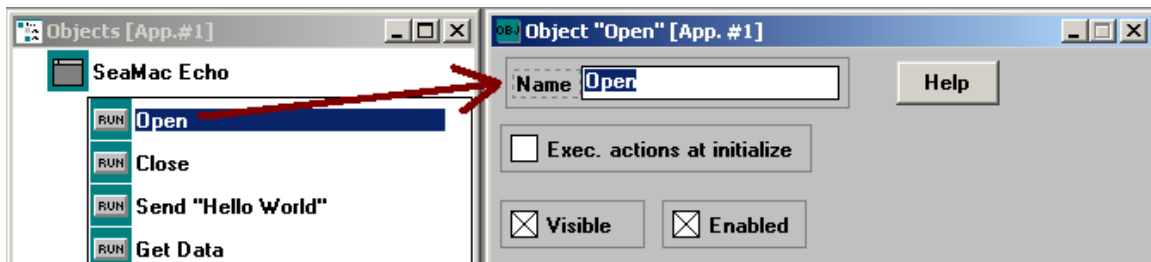 Objects [App.#1]
SeaMac Echo
RUN Open
RUN Close
RUN Send "Hello World"
RUN Get Data
OBJ Object "Open" [App. #1]
Name Open
Help
Exec. actions at initialize
Visible
Enabled